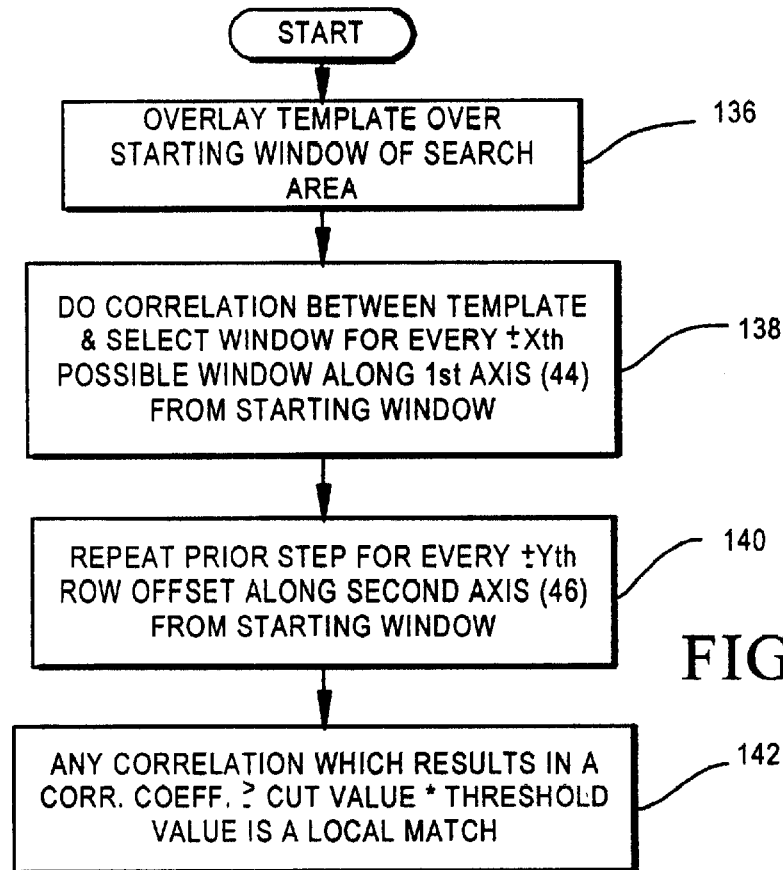 START
OVERLAY TEMPLATE OVER
STARTING WINDOW OF SEARCH
AREA
136
DO CORRELATION BETWEEN TEMPLATE
& SELECT WINDOW FOR EVERY ±Xth
POSSIBLE WINDOW ALONG 1st AXIS (44)
FROM STARTING WINDOW
138
REPEAT PRIOR STEP FOR EVERY ±Yth
ROW OFFSET ALONG SECOND AXIS (46)
FROM STARTING WINDOW
140
FIG
ANY CORRELATION WHICH RESULTS IN A
CORR. COEFF. ≥ CUT VALUE * THRESHOLD
VALUE IS A LOCAL MATCH
142